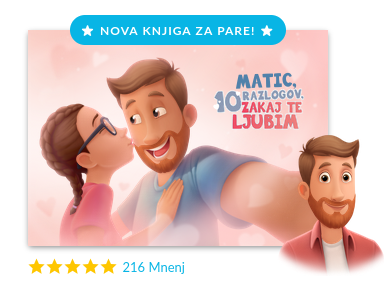 NOVA KNJIGA ZA PARE!
MATIC,
10 RAZLOGOV,
ZAKAJ TE
LJUBIM
216 Mnenj